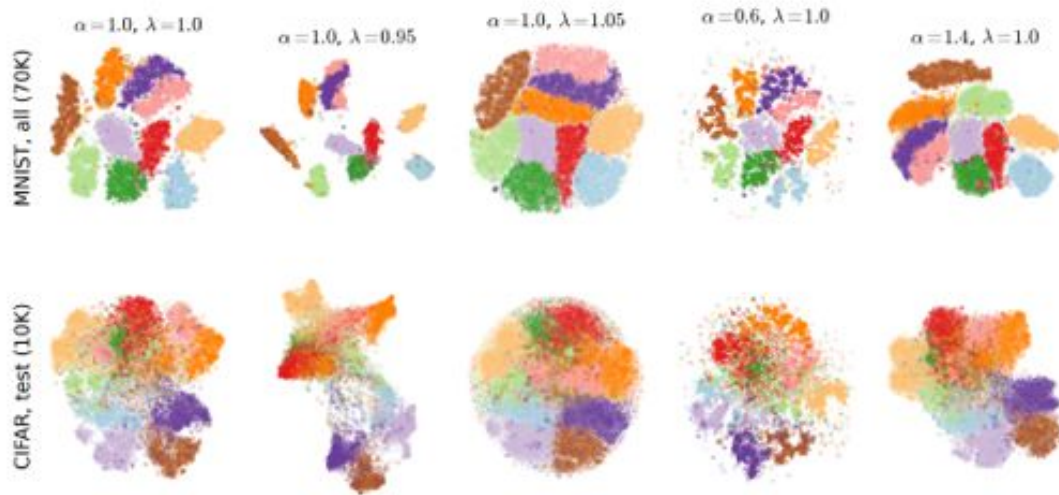 α=1.0, λ=1.0
α=1.0, λ=0.95
α=1.0, λ=1.05
α=0.6, λ=1.0
α=1.4, λ=1.0
MNIST, all (70K)
CIFAR, test (10K)